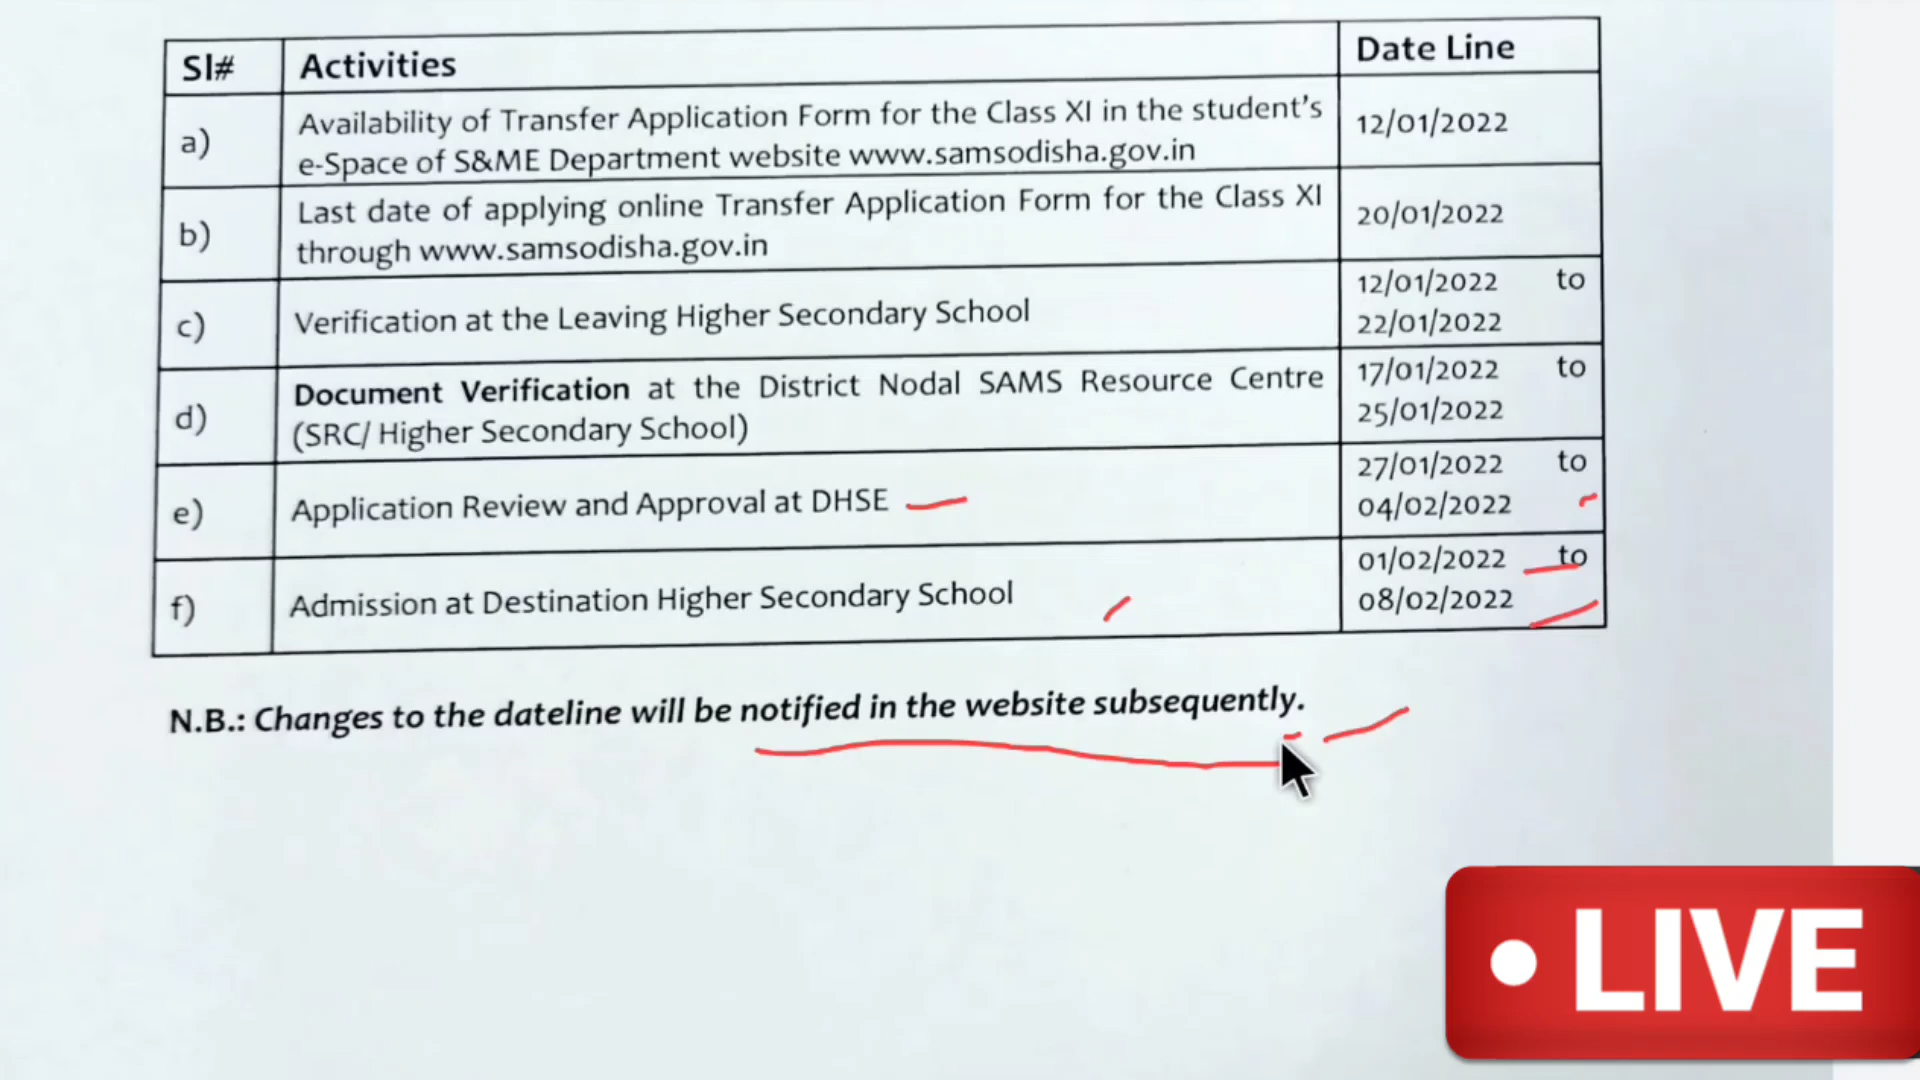 Sl# Activities Date Line
a) Availability of Transfer Application Form for the Class XI in the student's 12/01/2022
e-Space of S&ME Department website www.samsodisha.gov.in
b) Last date of applying online Transfer Application Form for the Class XI 20/01/2022
through www.samsodisha.gov.in
c) Verification at the Leaving Higher Secondary School 12/01/2022 to
22/01/2022
d) Document Verification at the District Nodal SAMS Resource Centre 17/01/2022 to
(SRC/ Higher Secondary School) 25/01/2022
e) Application Review and Approval at DHSE 27/01/2022 to
04/02/2022
f) Admission at Destination Higher Secondary School 01/02/2022 to
08/02/2022
N.B.: Changes to the dateline will be notified in the website subsequently.
LIVE